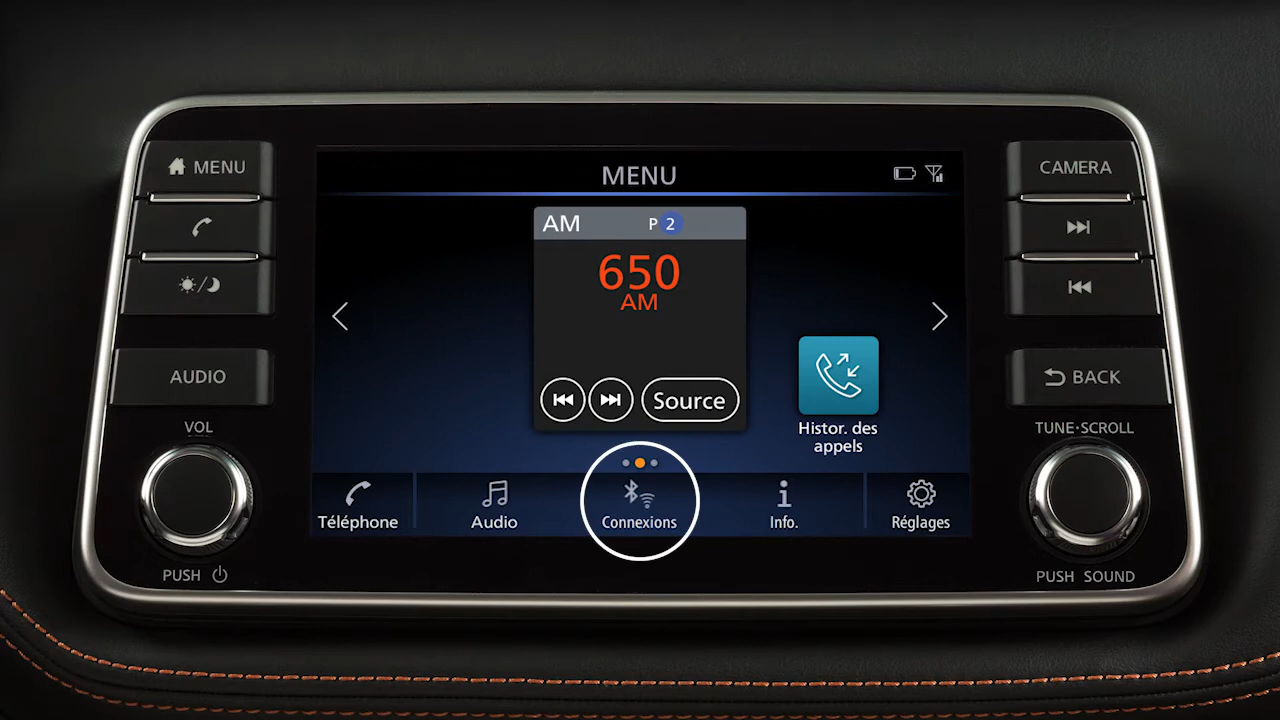 MENU
AUDIO
VOL
PUSH
MENU
AM P 2
650
AM
Source
Histor. des
appels
Téléphone
Audio
Connexions
Info.
Réglages
CAMERA
BACK
TUNE·SCROLL
PUSH SOUND